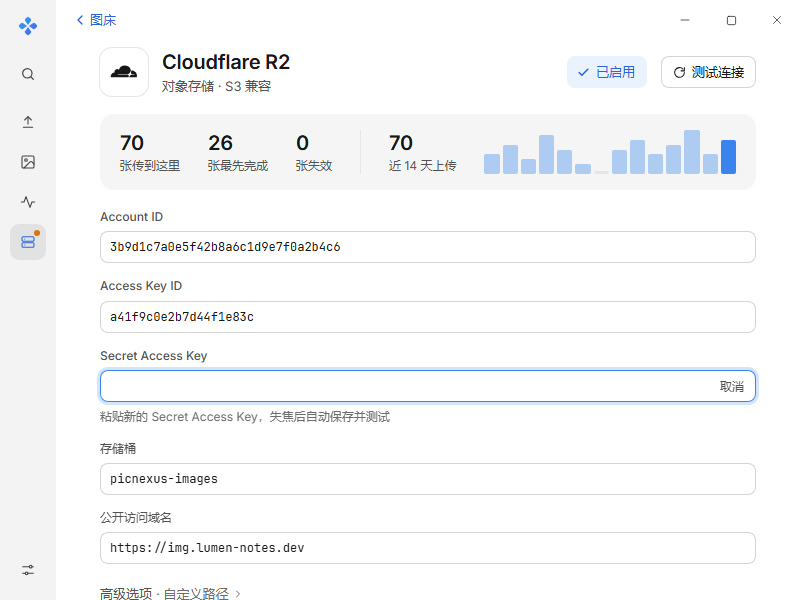 图床
Cloudflare R2
对象存储 · S3 兼容
已启用
测试连接
70
26
0
70
张传到这里
张最先完成
张失效
近 14 天上传
Account ID
3b9d1c7a0e5f42b8a6c1d9e7f0a2b4c6
Access Key ID
a41f9c0e2b7d44f1e83c
Secret Access Key
取消
粘贴新的 Secret Access Key，失焦后自动保存并测试
存储桶
picnexus-images
公开访问域名
https://img.lumen-notes.dev
高级选项 · 自定义路径